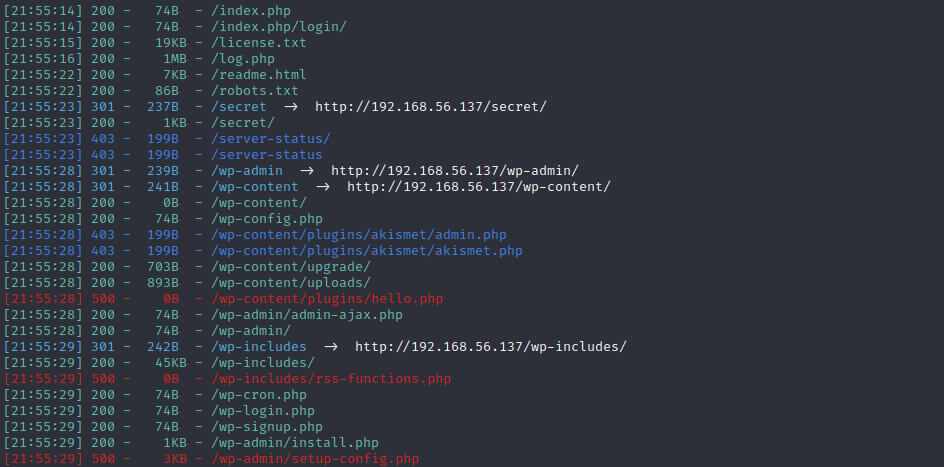 [21:55:14] 200 -   74B  - /index.php
[21:55:14] 200 -   74B  - /index.php/login/
[21:55:15] 200 -   19KB - /license.txt
[21:55:16] 200 -    1MB - /log.php
[21:55:22] 200 -    7KB - /readme.html
[21:55:22] 200 -   86B  - /robots.txt
[21:55:23] 301 -  237B  - /secret  →  http://192.168.56.137/secret/
[21:55:23] 200 -    1KB - /secret/
[21:55:23] 403 -  199B  - /server-status/
[21:55:23] 403 -  199B  - /server-status
[21:55:28] 301 -  239B  - /wp-admin  →  http://192.168.56.137/wp-admin/
[21:55:28] 301 -  241B  - /wp-content  →  http://192.168.56.137/wp-content/
[21:55:28] 200 -    0B  - /wp-content/
[21:55:28] 200 -   74B  - /wp-config.php
[21:55:28] 403 -  199B  - /wp-content/plugins/akismet/admin.php
[21:55:28] 403 -  199B  - /wp-content/plugins/akismet/akismet.php
[21:55:28] 200 -  703B  - /wp-content/upgrade/
[21:55:28] 200 -  893B  - /wp-content/uploads/
[21:55:28] 500 -    0B  - /wp-content/plugins/hello.php
[21:55:28] 200 -   74B  - /wp-admin/admin-ajax.php
[21:55:28] 200 -   74B  - /wp-admin/
[21:55:29] 301 -  242B  - /wp-includes  →  http://192.168.56.137/wp-includes/
[21:55:29] 200 -   45KB - /wp-includes/
[21:55:29] 500 -    0B  - /wp-includes/rss-functions.php
[21:55:29] 200 -   74B  - /wp-cron.php
[21:55:29] 200 -   74B  - /wp-login.php
[21:55:29] 200 -   74B  - /wp-signup.php
[21:55:29] 200 -    1KB - /wp-admin/install.php
[21:55:29] 500 -    3KB - /wp-admin/setup-config.php